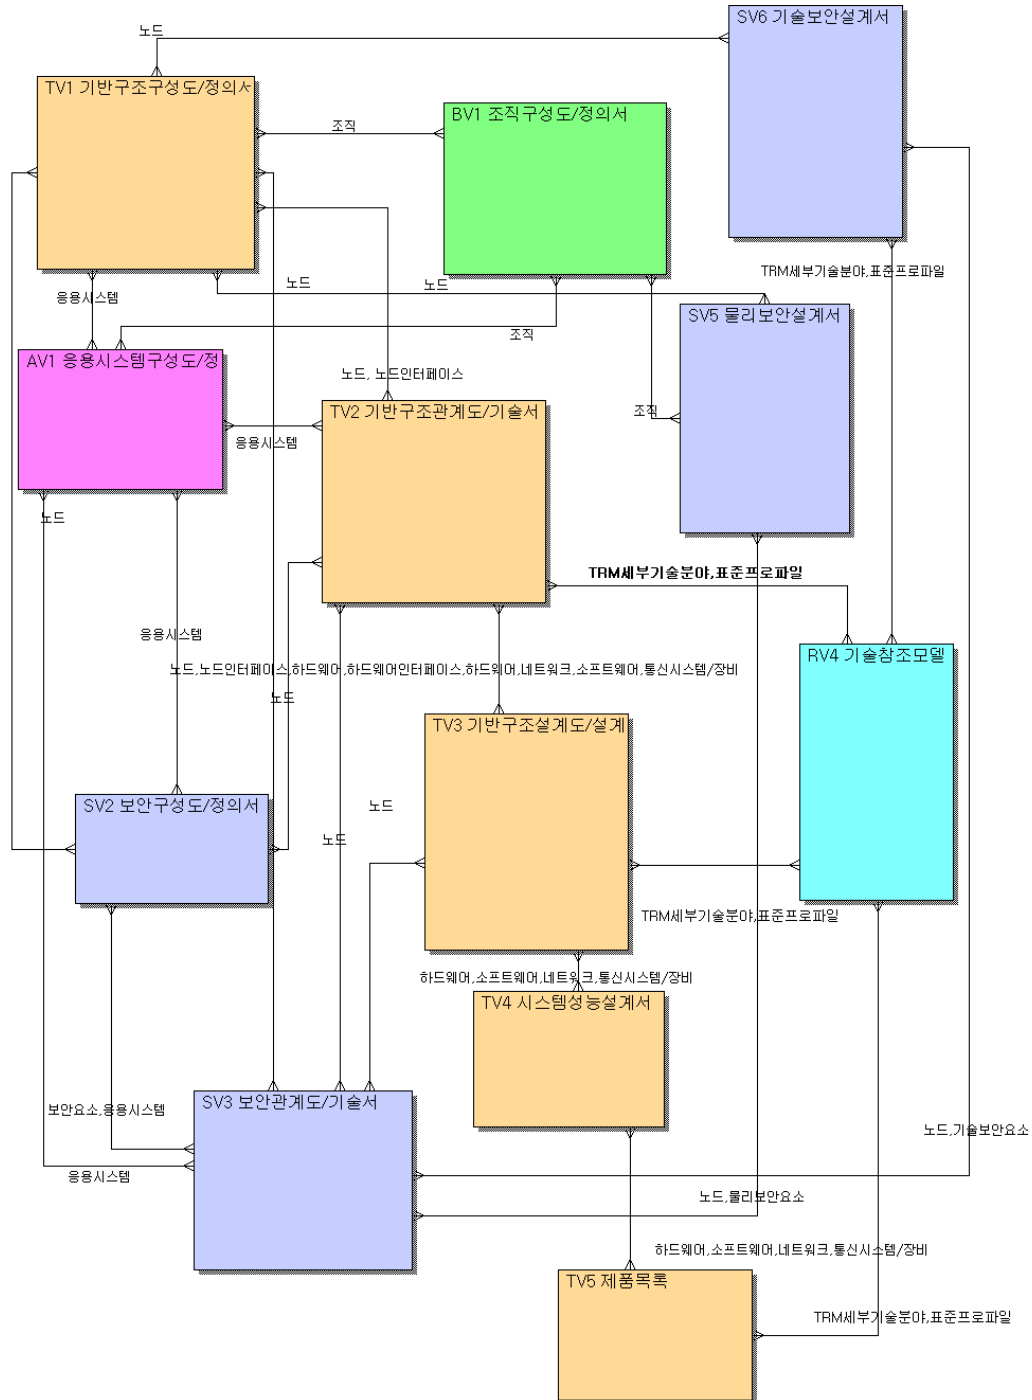 SV6 기술보안설계서
노드
TV1 기반구조구성도/정의서
BV1 조직구성도/정의서
조직
TRM세부기술분야,표준프로파일
노드
노드
응용시스템
SV5 물리보안설계서
조직
AV1 응용시스템구성도/정
노드, 노드인터페이스
TV2 기반구조관계도/기술서
조직
응용시스템
노드
TRM세부기술분야,표준프로파일
응용시스템
RV4 기술참조모델
노드,노드인터페이스,하드웨어,하드웨어인터페이스,하드웨어,네트워크,소프트웨어,통신시스템/장비
노드
TV3 기반구조설계도/설계
SV2 보안구성도/정의서
노드
노드
TRM세부기술분야,표준프로파일
하드웨어,소프트웨어,네트워크,통신시스템/장비
TV4 시스템성능설계서
SV3 보안관계도/기술서
보안요소,응용시스템
노드,기술보안요소
응용시스템
노드,물리보안요소
하드웨어,소프트웨어,네트워크,통신시스템/장비
TV5 제품목록
TRM세부기술분야,표준프로파일